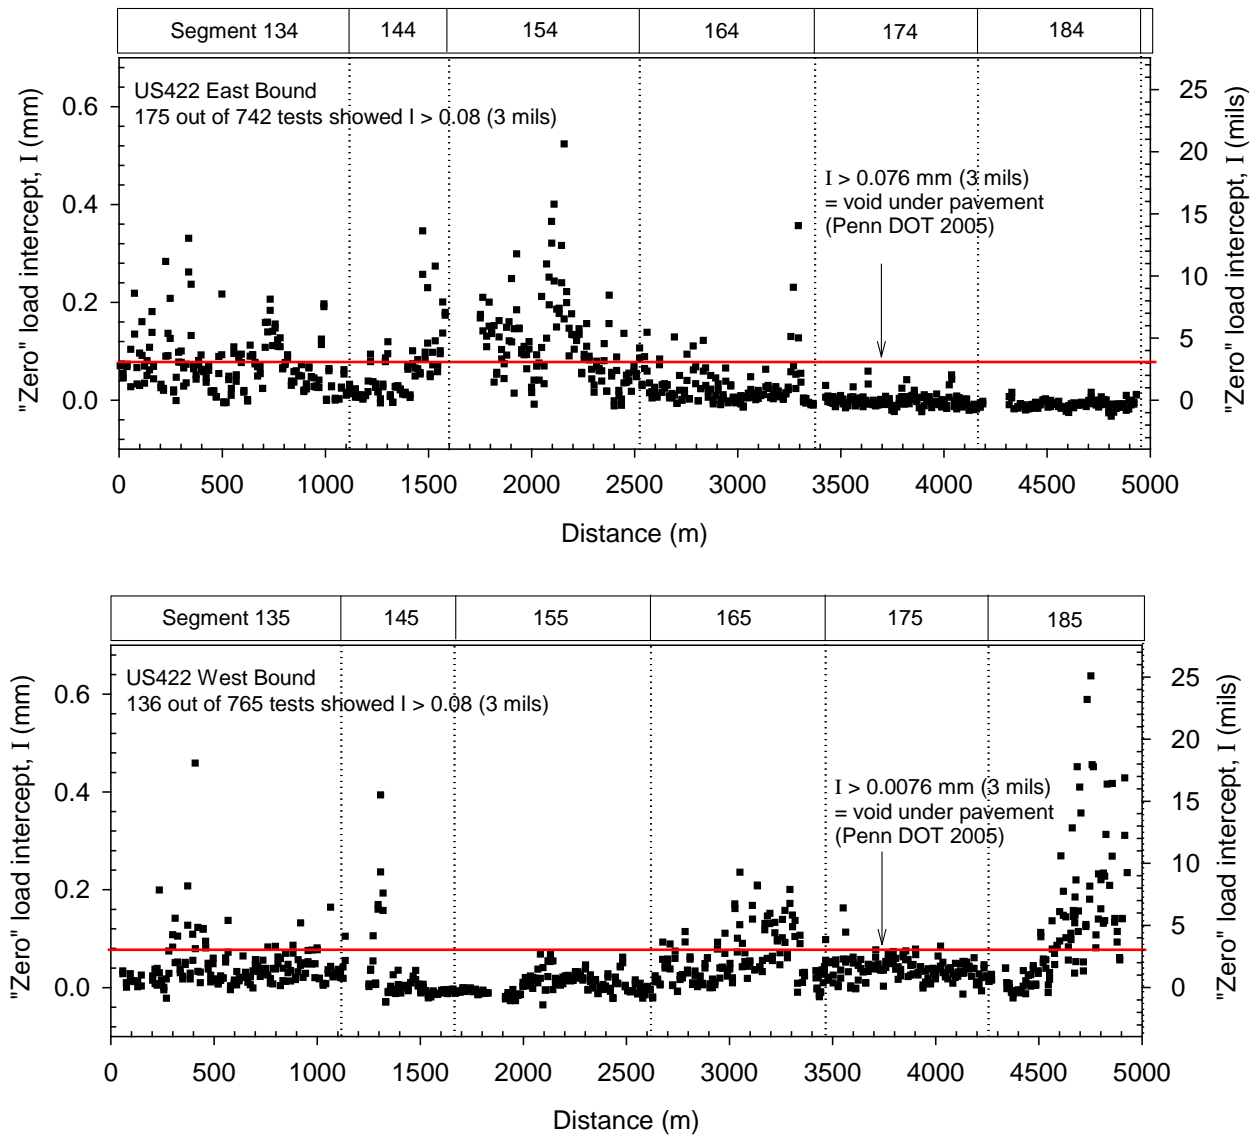 Segment 134 144 154 164 174 184
US422 East Bound
175 out of 742 tests showed I > 0.08 (3 mils)
I > 0.076 mm (3 mils)
= void under pavement
(Penn DOT 2005)
"Zero" load intercept, I (mm)
0.6
0.4
0.2
0.0
25
20
15
10
5
0
"Zero" load intercept, I (mils)
0 500 1000 1500 2000 2500 3000 3500 4000 4500 5000
Distance (m)
Segment 135 145 155 165 175 185
US422 West Bound
136 out of 765 tests showed I > 0.08 (3 mils)
I > 0.0076 mm (3 mils)
= void under pavement
(Penn DOT 2005)
"Zero" load intercept, I (mm)
0.6
0.4
0.2
0.0
25
20
15
10
5
0
"Zero" load intercept, I (mils)
0 500 1000 1500 2000 2500 3000 3500 4000 4500 5000
Distance (m)